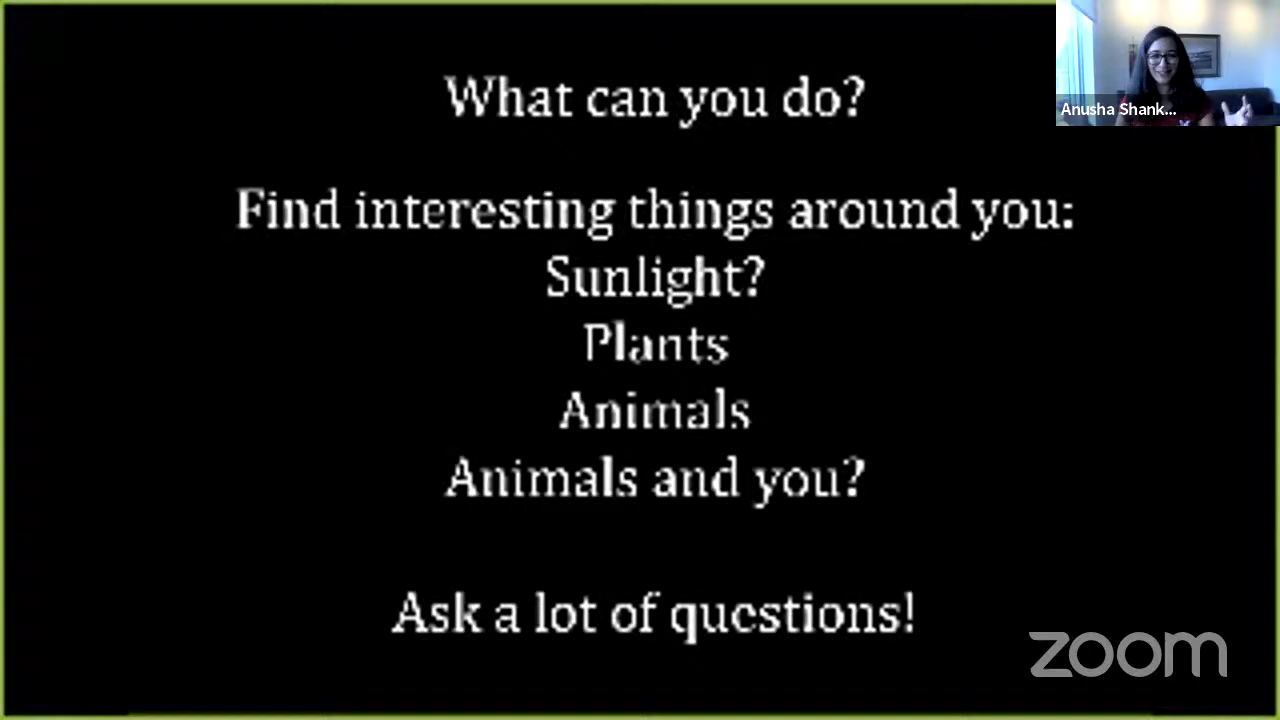 What can you do?
Find interesting things around you:
Sunlight?
Plants
Animals
Animals and you?
Ask a lot of questions!
Anusha Shank...
zoom